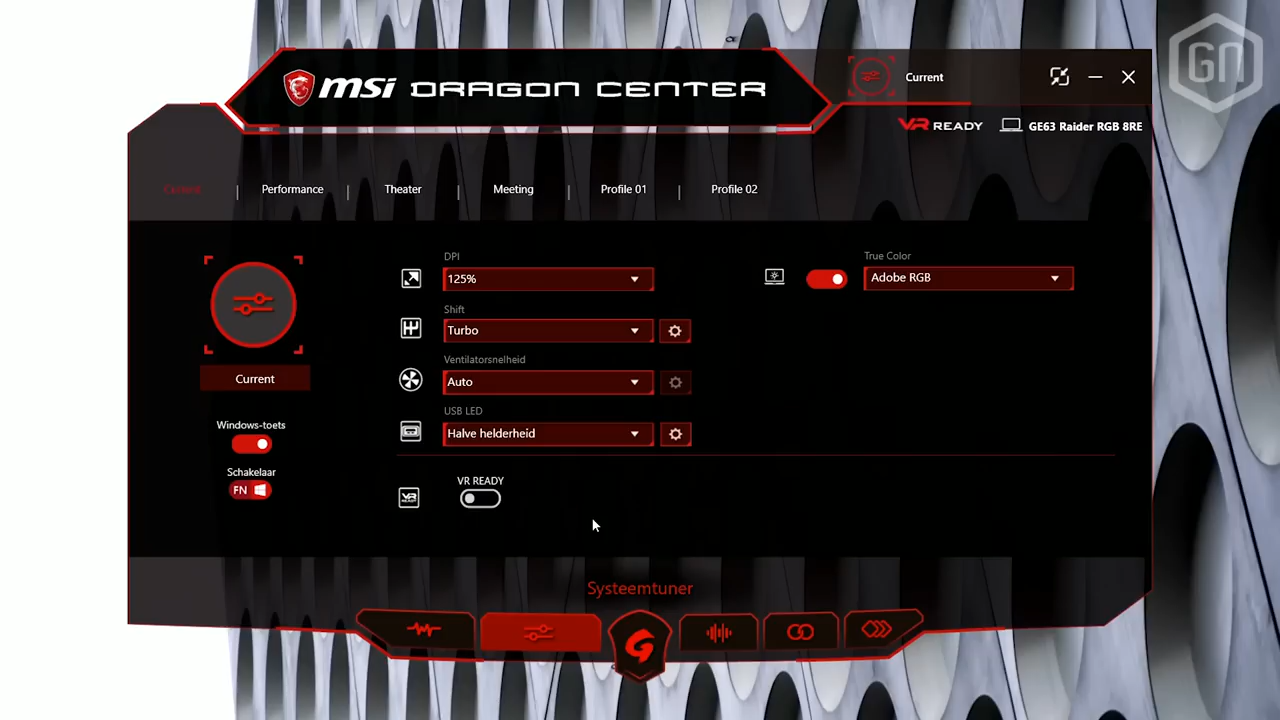 GN
msi DRAGON CENTER
Current
VR READY
GE63 Raider RGB 8RE
Current
Performance
Theater
Meeting
Profile 01
Profile 02
DPI
125%
True Color
Adobe RGB
Shift
Turbo
Ventilatorsnelheid
Auto
Current
USB LED
Halve helderheid
Windows-toets
Schakelaar
FN
VR READY
Systeemtuner